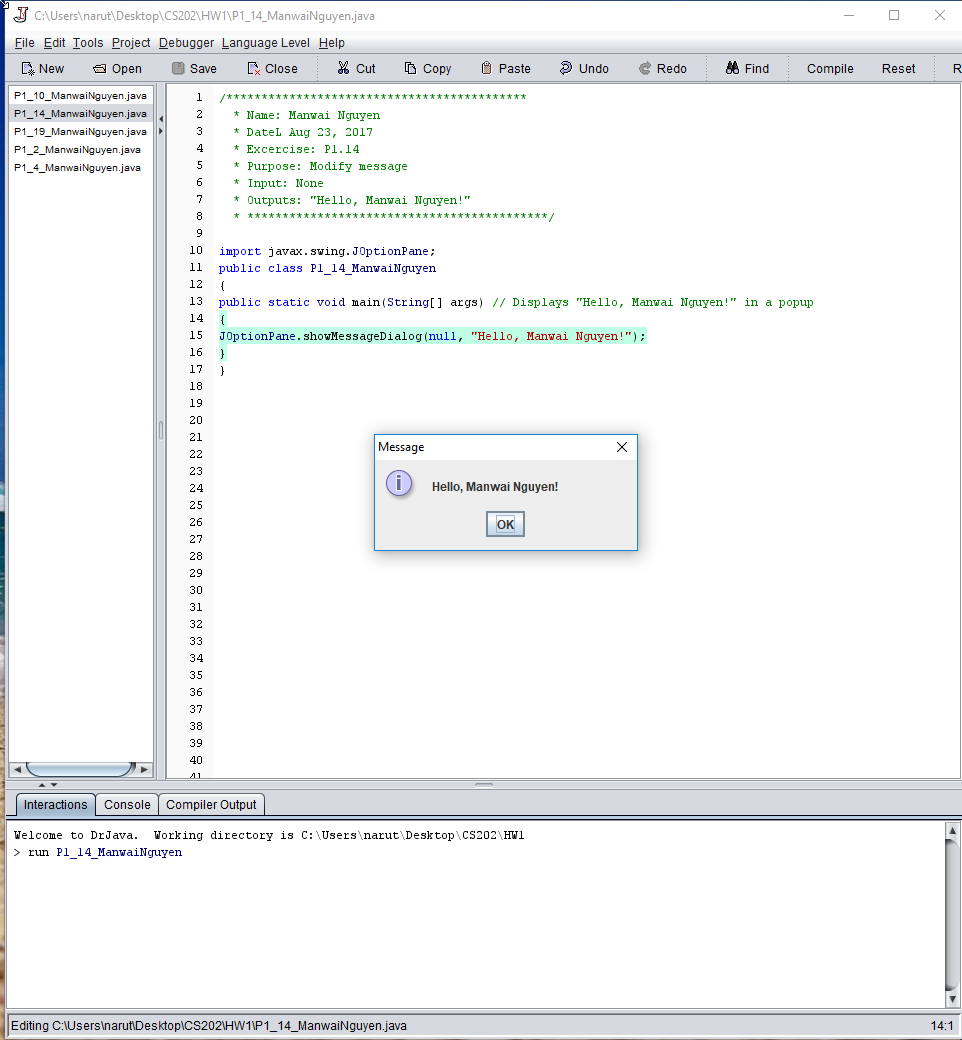 C:\Users\narut\Desktop\CS202\HW1\P1_14_ManwaiNguyen.java
File Edit Tools Project Debugger Language Level Help
New Open Save Close Cut Copy Paste Undo Redo Find Compile Reset R
P1_10_ManwaiNguyen.java
P1_14_ManwaiNguyen.java
P1_19_ManwaiNguyen.java
P1_2_ManwaiNguyen.java
P1_4_ManwaiNguyen.java
1 /*******************************************
2 * Name: Manwai Nguyen
3 * DateL Aug 23, 2017
4 * Excercise: P1.14
5 * Purpose: Modify message
6 * Input: None
7 * Outputs: "Hello, Manwai Nguyen!"
8 * *******************************************/
9
10 import javax.swing.JOptionPane;
11 public class P1_14_ManwaiNguyen
12 {
13 public static void main(String[] args) // Displays "Hello, Manwai Nguyen!" in a popup
14 {
15 JOptionPane.showMessageDialog(null, "Hello, Manwai Nguyen!");
16 }
17 }
18
19
20
21
22
23
24
25
26
27
28
29
30
31
32
33
34
35
36
37
38
39
40
41
Message
Hello, Manwai Nguyen!
OK
Interactions Console Compiler Output
Welcome to DrJava. Working directory is C:\Users\narut\Desktop\CS202\HW1
> run P1_14_ManwaiNguyen
Editing C:\Users\narut\Desktop\CS202\HW1\P1_14_ManwaiNguyen.java 14:1